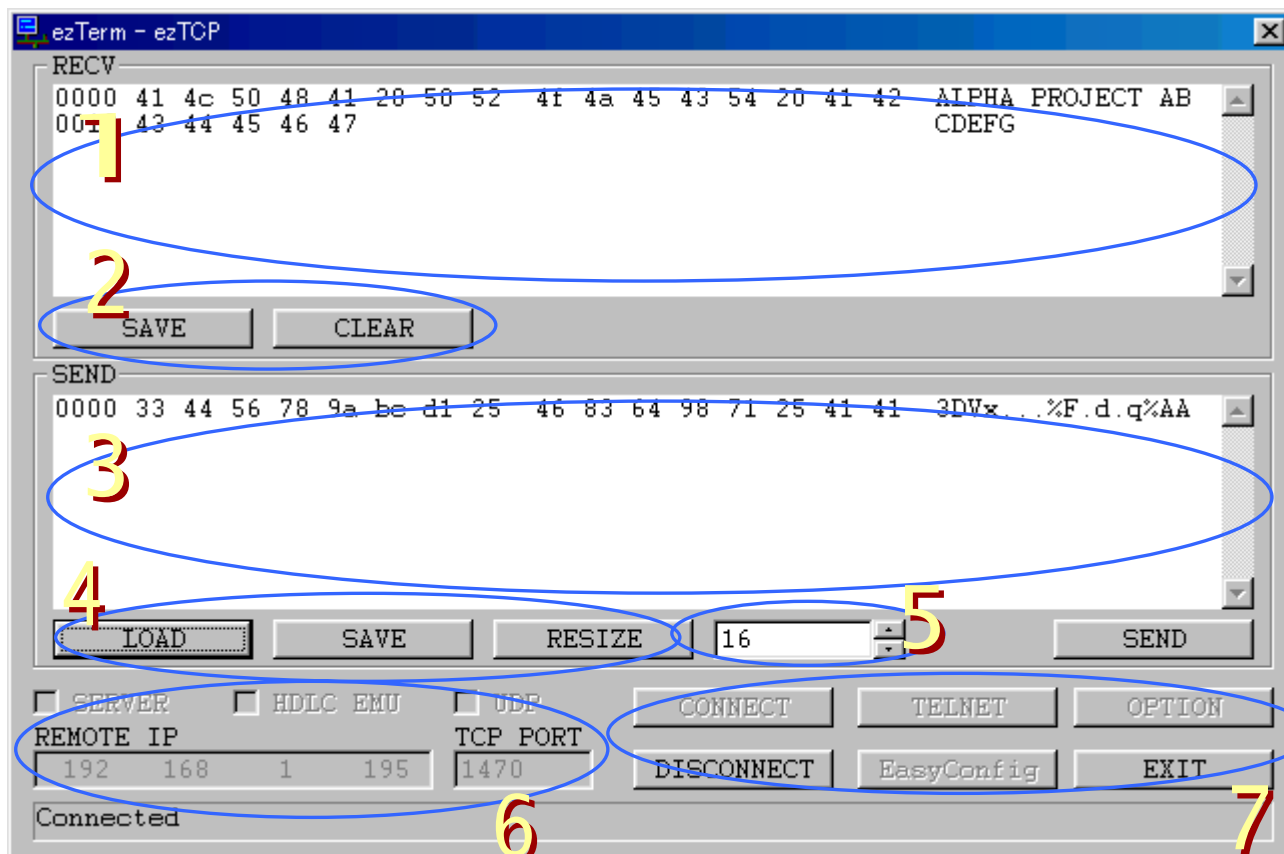 ezTerm - ezTCP
RECV
0000 41 4c 50 48 41 20 50 52 4f 4a 45 43 54 20 41 42 ALPHA PROJECT AB
0010 43 44 45 46 47 CDEFG
1
2
SAVE CLEAR
SEND
0000 33 44 56 78 9a bc d1 25 46 83 64 98 71 25 41 41 3DVx...%F.d.q%AA
3
4 5
LOAD SAVE RESIZE 16 SEND
SERVER HDLC EMU UDP CONNECT TELNET OPTION
REMOTE IP TCP PORT
192 168 1 195 1470 DISCONNECT EasyConfig EXIT
6 7
Connected